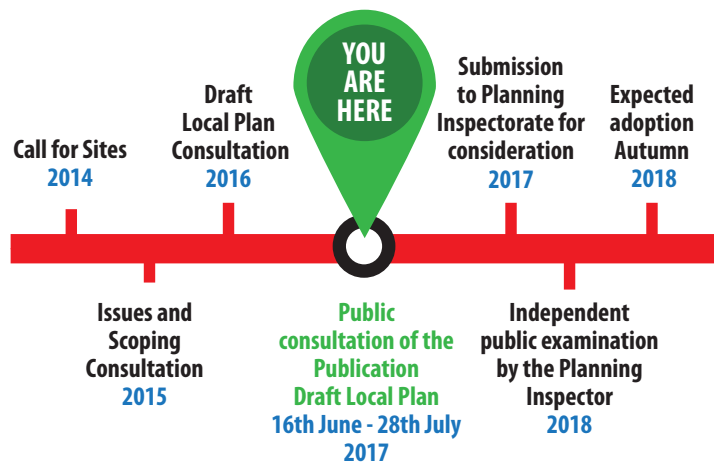 Call for Sites
2014
Issues and
Scoping
Consultation
2015
Draft
Local Plan
Consultation
2016
YOU
ARE
HERE
Public
consultation of the
Publication
Draft Local Plan
16th June - 28th July
2017
Submission
to Planning
Inspectorate for
consideration
2017
Independent
public examination
by the Planning
Inspector
2018
Expected
adoption
Autumn
2018